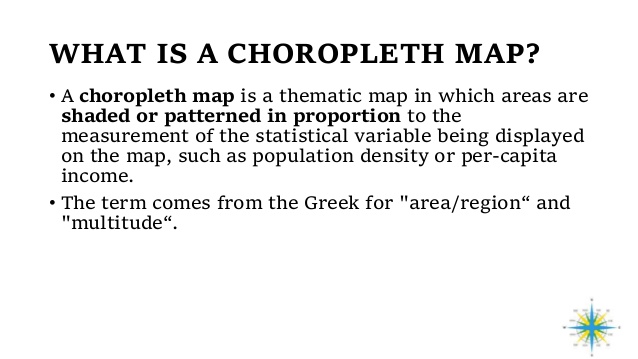 WHAT IS A CHOROPLETH MAP?
• A choropleth map is a thematic map in which areas are
shaded or patterned in proportion to the
measurement of the statistical variable being displayed
on the map, such as population density or per-capita
income.
• The term comes from the Greek for "area/region“ and
"multitude“.